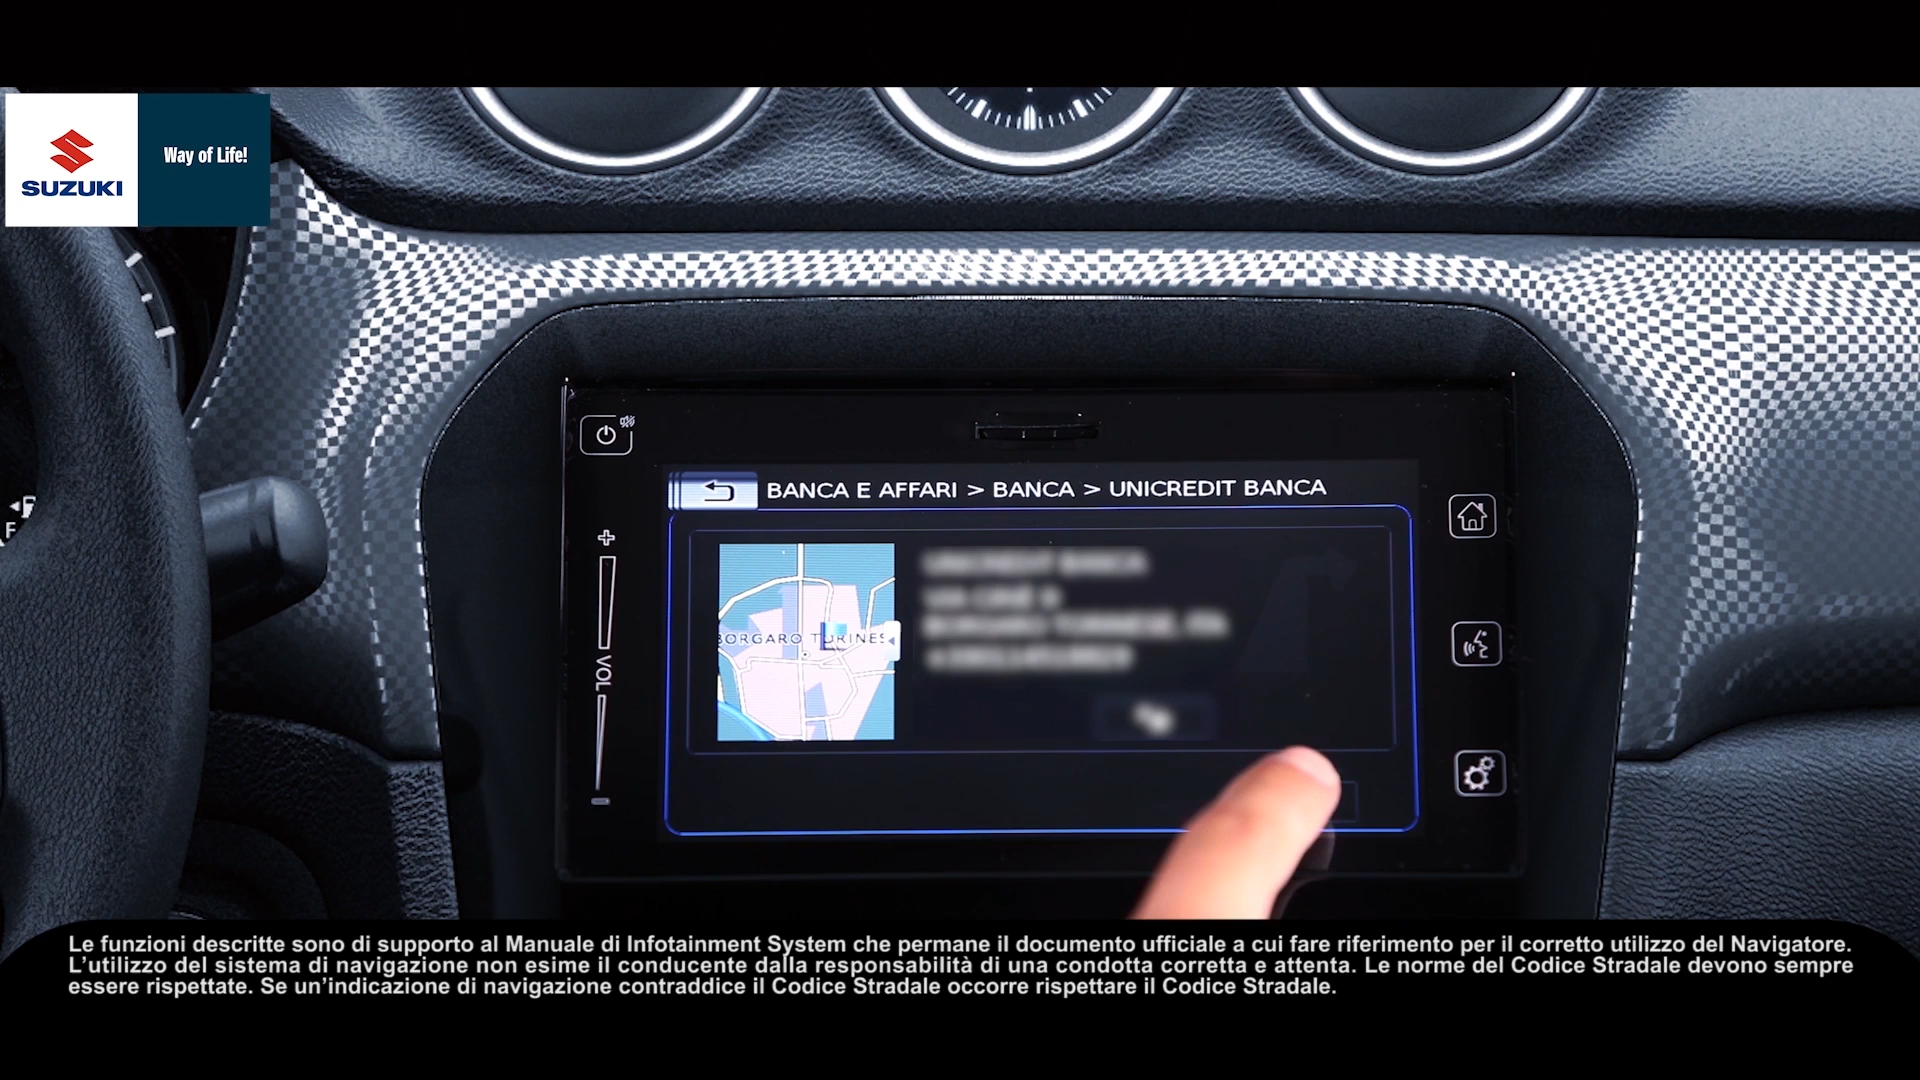 SUZUKI
Way of Life!
F
BANCA E AFFARI > BANCA > UNICREDIT BANCA
BORGARO TURINES
VOL
Le funzioni descritte sono di supporto al Manuale di Infotainment System che permane il documento ufficiale a cui fare riferimento per il corretto utilizzo del Navigatore.
L'utilizzo del sistema di navigazione non esime il conducente dalla responsabilità di una condotta corretta e attenta. Le norme del Codice Stradale devono sempre
essere rispettate. Se un'indicazione di navigazione contraddice il Codice Stradale occorre rispettare il Codice Stradale.